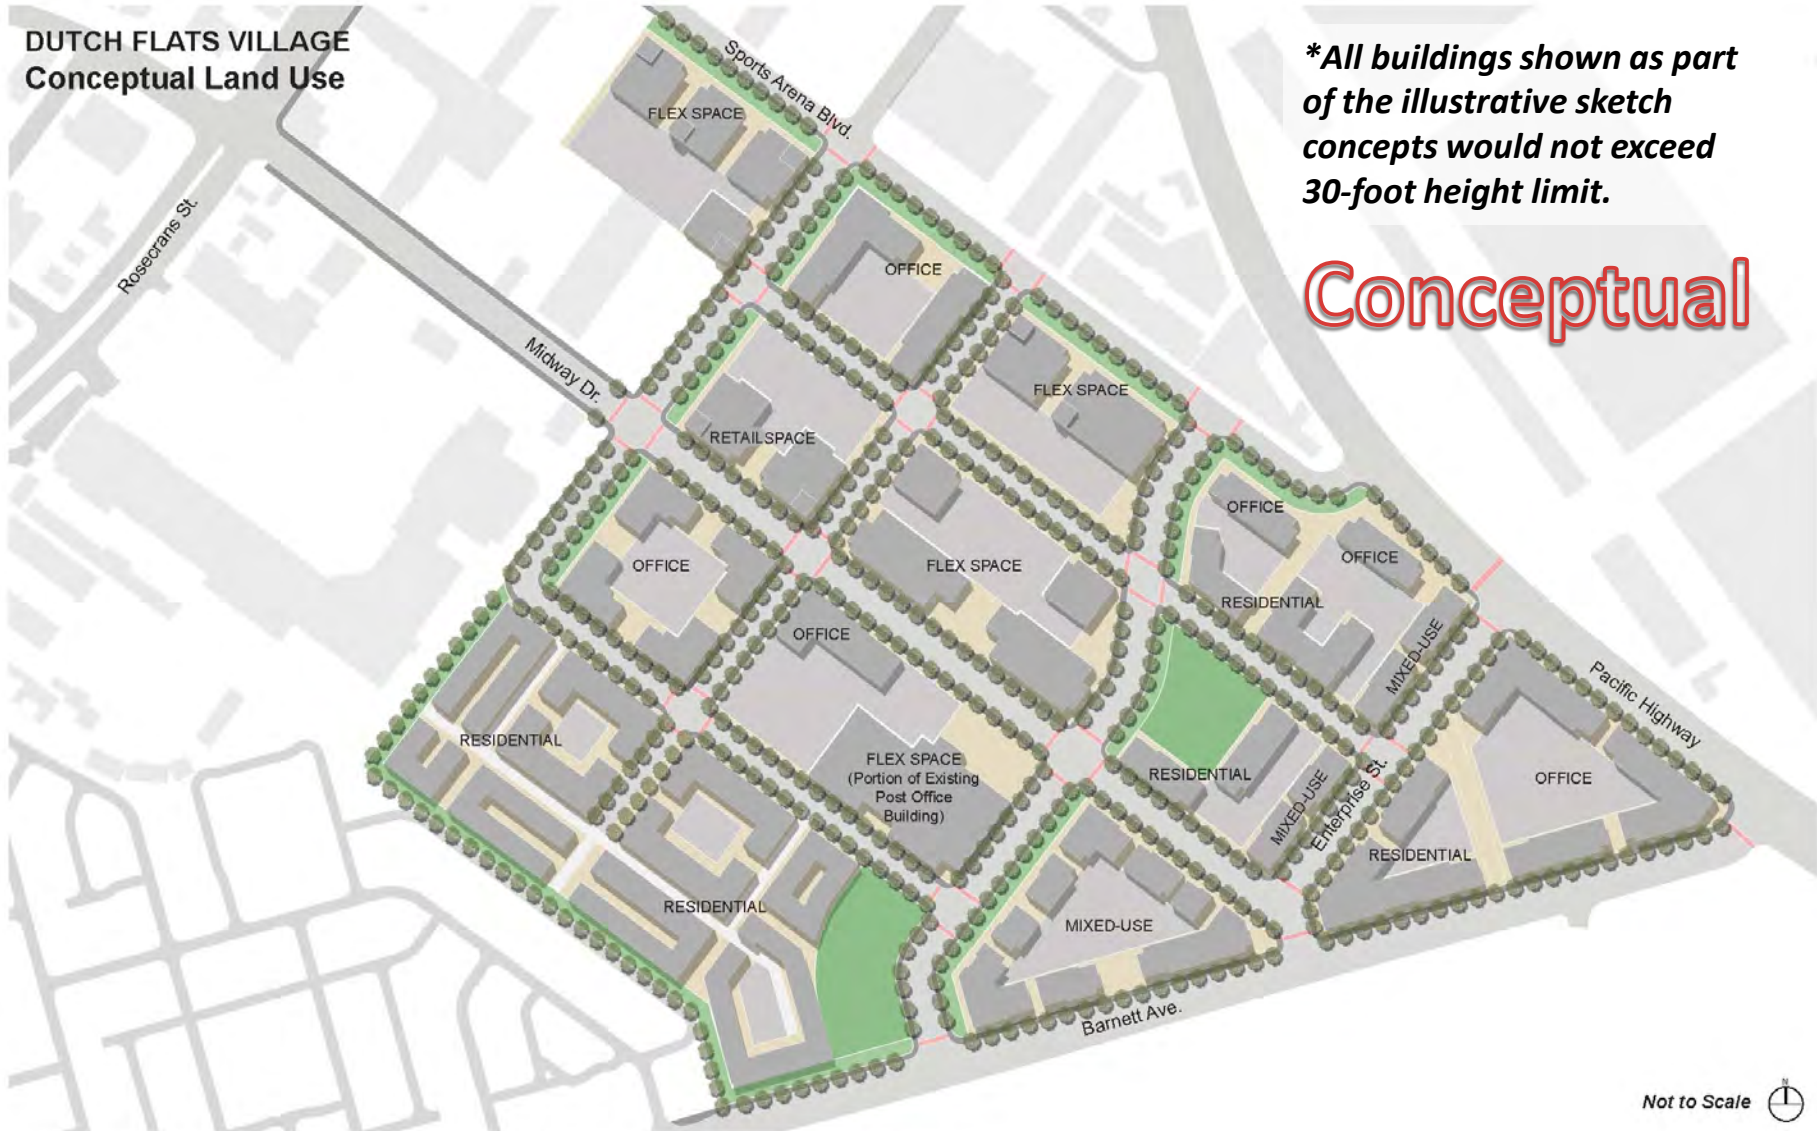 DUTCH FLATS VILLAGE
Conceptual Land Use
*All buildings shown as part
of the illustrative sketch
concepts would not exceed
30-foot height limit.
Conceptual
Sports Arena Blvd.
FLEX SPACE
Rosecrans St.
OFFICE
Midway Dr.
FLEX SPACE
RETAILSPACE
OFFICE
OFFICE
OFFICE
FLEX SPACE
RESIDENTIAL
OFFICE
MIXED-USE
Pacific Highway
RESIDENTIAL
FLEX SPACE
(Portion of Existing
Post Office
Building)
RESIDENTIAL
OFFICE
MIXED-USE
Enterprise St.
RESIDENTIAL
RESIDENTIAL
MIXED-USE
Barnett Ave.
Not to Scale
N